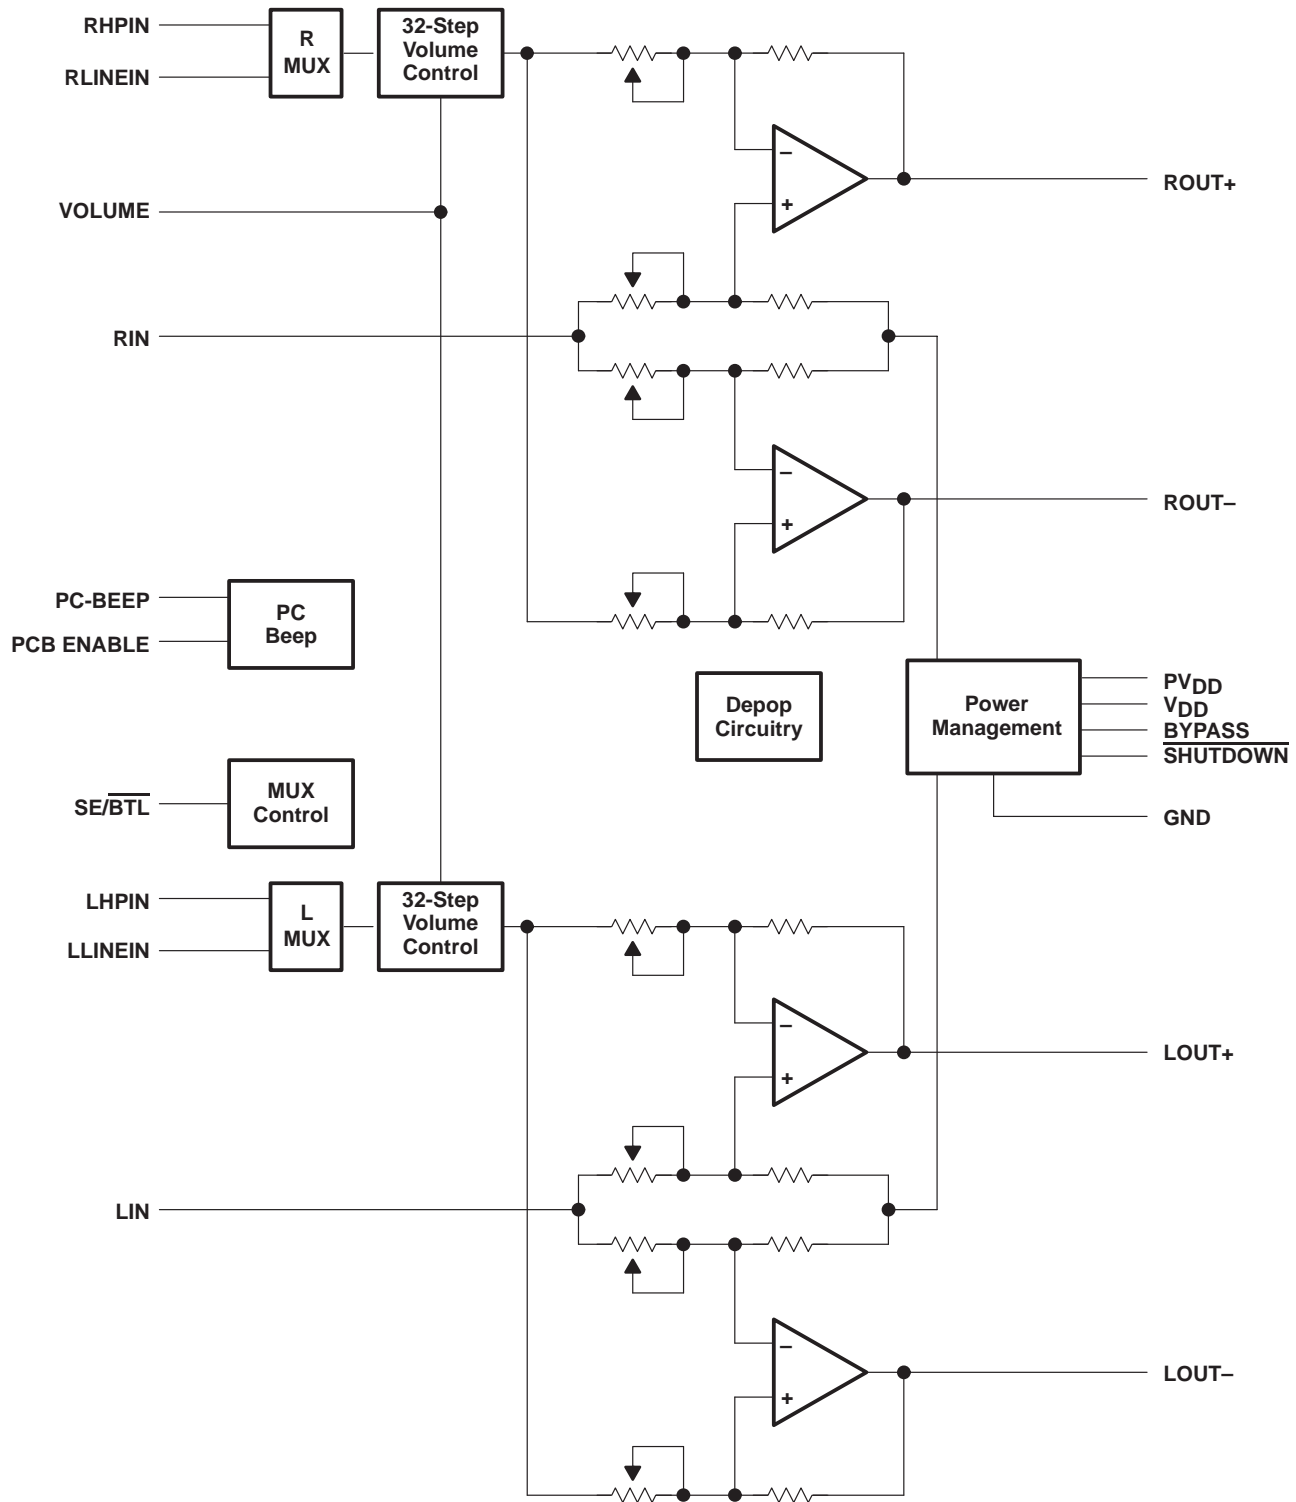 RHPIN
RLINEIN
R
MUX
32-Step
Volume
Control
VOLUME
–
+
ROUT+
RIN
–
+
ROUT–
PC-BEEP
PCB ENABLE
PC
Beep
Depop
Circuitry
Power
Management
PVDD
VDD
BYPASS
SHUTDOWN
GND
SE/BTL
MUX
Control
LHPIN
LLINEIN
L
MUX
32-Step
Volume
Control
–
+
LOUT+
LIN
–
+
LOUT–